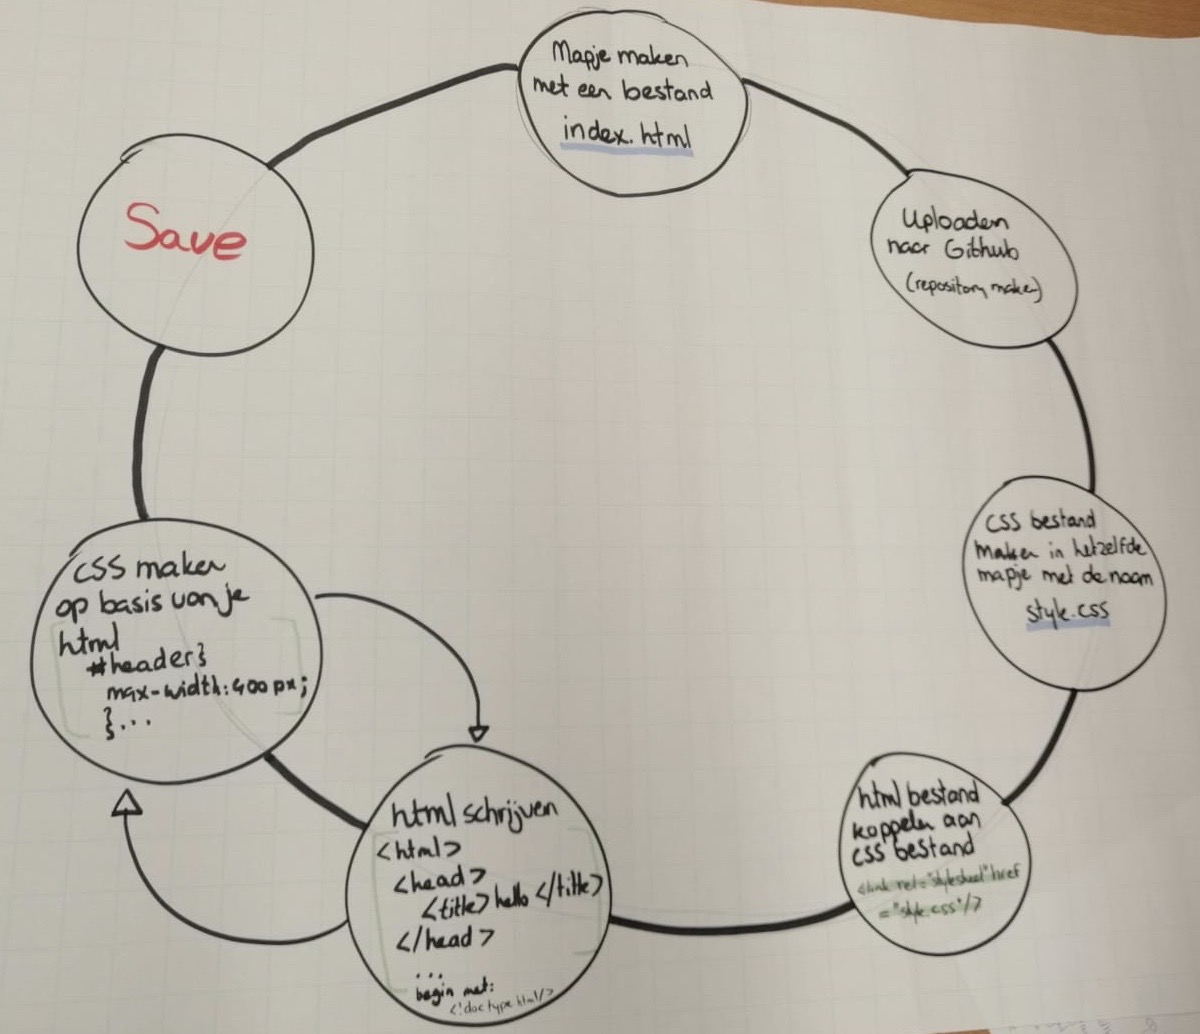 Mapje maken
met een bestand
index.html
Uploaden
naar Github
(repository maken)
CSS bestand
maken in hetzelfde
mapje met de naam
style.css
html bestand
koppelen aan
css bestand
<link rel="stylesheet" href
="style.css"/>
html schrijven
<html>
<head>
<title> hello </title>
</head>
...
begin met:
<!doctype html/>
CSS maken
op basis van je
html
#header{
max-width:400px;
}...
Save